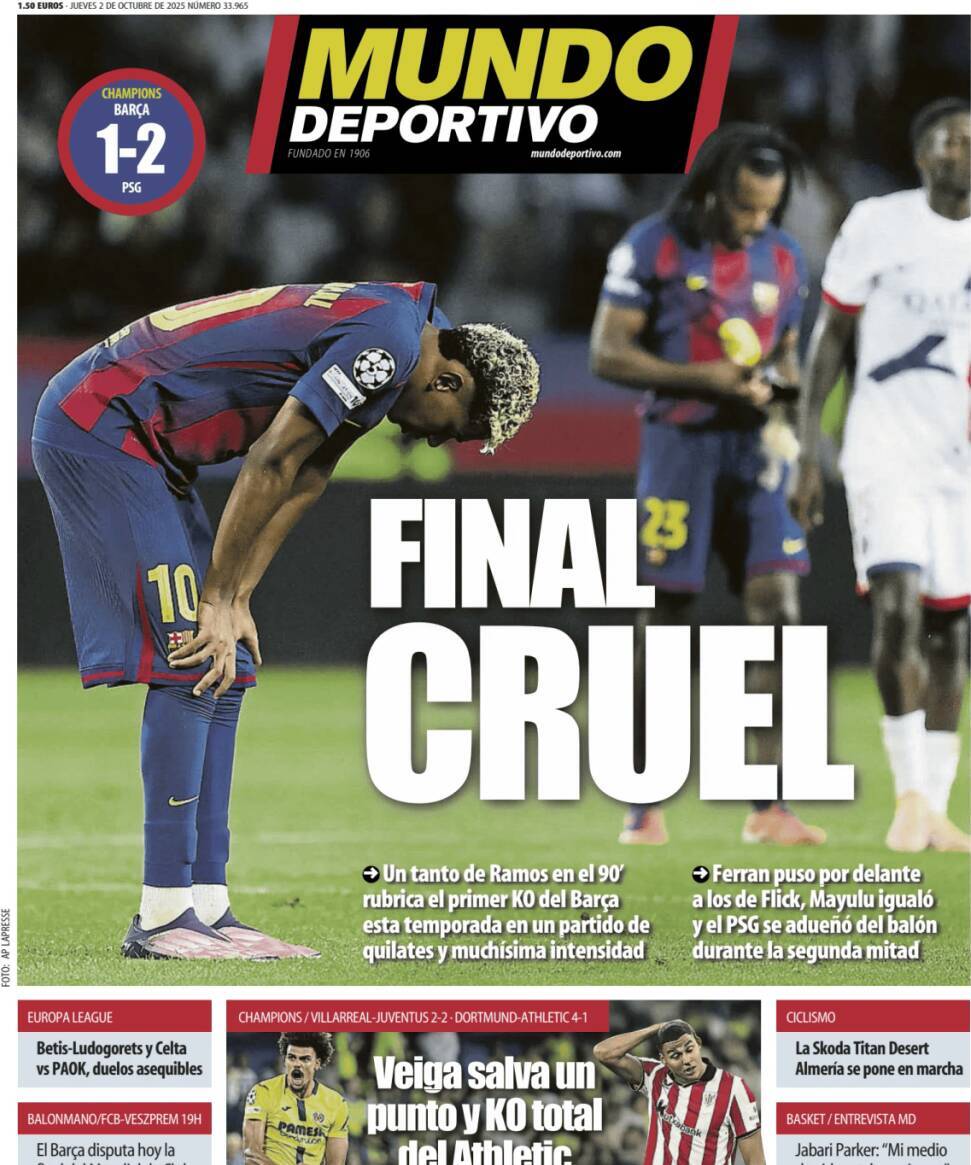 1.50 EUROS · JUEVES 2 DE OCTUBRE DE 2025 NÚMERO 33.965
MUNDO
DEPORTIVO
FUNDADO EN 1906
mundodeportivo.com
CHAMPIONS
BARÇA
1-2
PSG
10
23
FINAL
CRUEL
Un tanto de Ramos en el 90’
rubrica el primer KO del Barça
esta temporada en un partido de
quilates y muchísima intensidad
Ferran puso por delante
a los de Flick, Mayulu igualó
y el PSG se adueñó del balón
durante la segunda mitad
FOTO: AP LAPRESSE
EUROPA LEAGUE
Betis-Ludogorets y Celta
vs PAOK, duelos asequibles
BALONMANO/FCB-VESZPREM 19H
El Barça disputa hoy la
CHAMPIONS / VILLARREAL-JUVENTUS 2-2 · DORTMUND-ATHLETIC 4-1
Veiga salva un
punto y KO total
del Athletic
PAMESA
CICLISMO
La Skoda Titan Desert
Almería se pone en marcha
BASKET / ENTREVISTA MD
Jabari Parker: “Mi medio